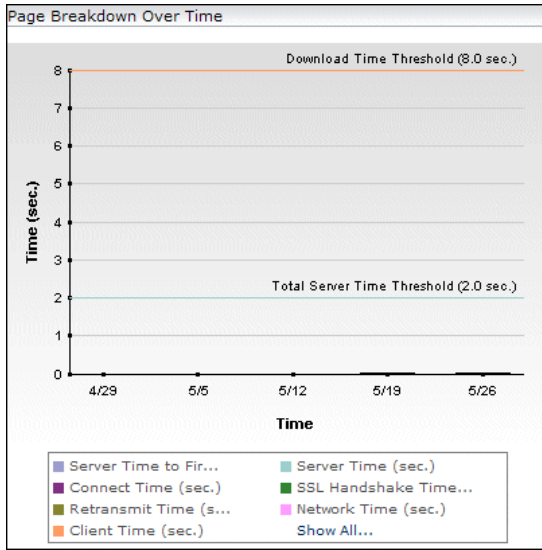 Page Breakdown Over Time
Download Time Threshold (8.0 sec.)
8
7
6
5
4
3
Total Server Time Threshold (2.0 sec.)
2
1
0
Time (sec.)
4/29 5/5 5/12 5/19 5/26
Time
Server Time to Fir... Server Time (sec.)
Connect Time (sec.) SSL Handshake Time...
Retransmit Time (s... Network Time (sec.)
Client Time (sec.) Show All...